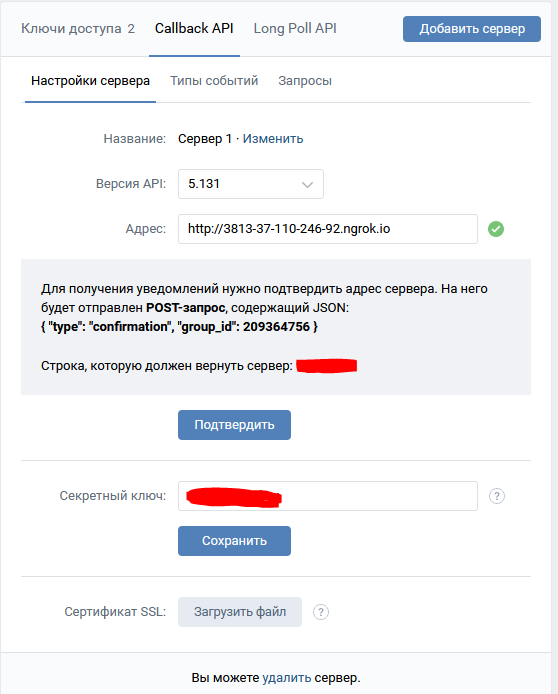 Ключи доступа 2 Callback API Long Poll API Добавить сервер
Настройки сервера Типы событий Запросы
Название: Сервер 1 · Изменить
Версия API: 5.131
Адрес: http://3813-37-110-246-92.ngrok.io
Для получения уведомлений нужно подтвердить адрес сервера. На него
будет отправлен POST-запрос, содержащий JSON:
{ "type": "confirmation", "group_id": 209364756 }
Строка, которую должен вернуть сервер:
Подтвердить
Секретный ключ: ?
Сохранить
Сертификат SSL: Загрузить файл ?
Вы можете удалить сервер.